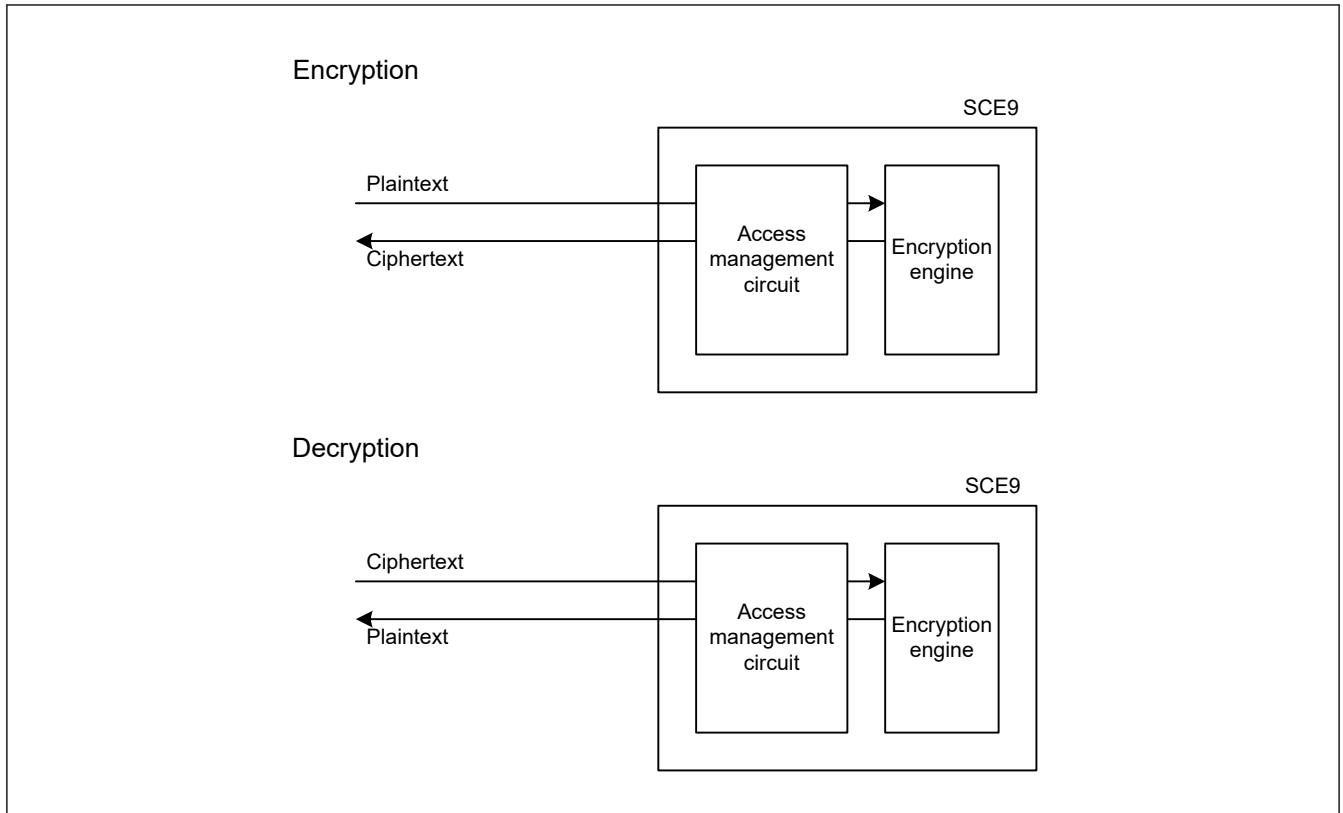 Encryption
SCE9
Plaintext
Ciphertext
Access
management
circuit
Encryption
engine
Decryption
SCE9
Ciphertext
Plaintext
Access
management
circuit
Encryption
engine